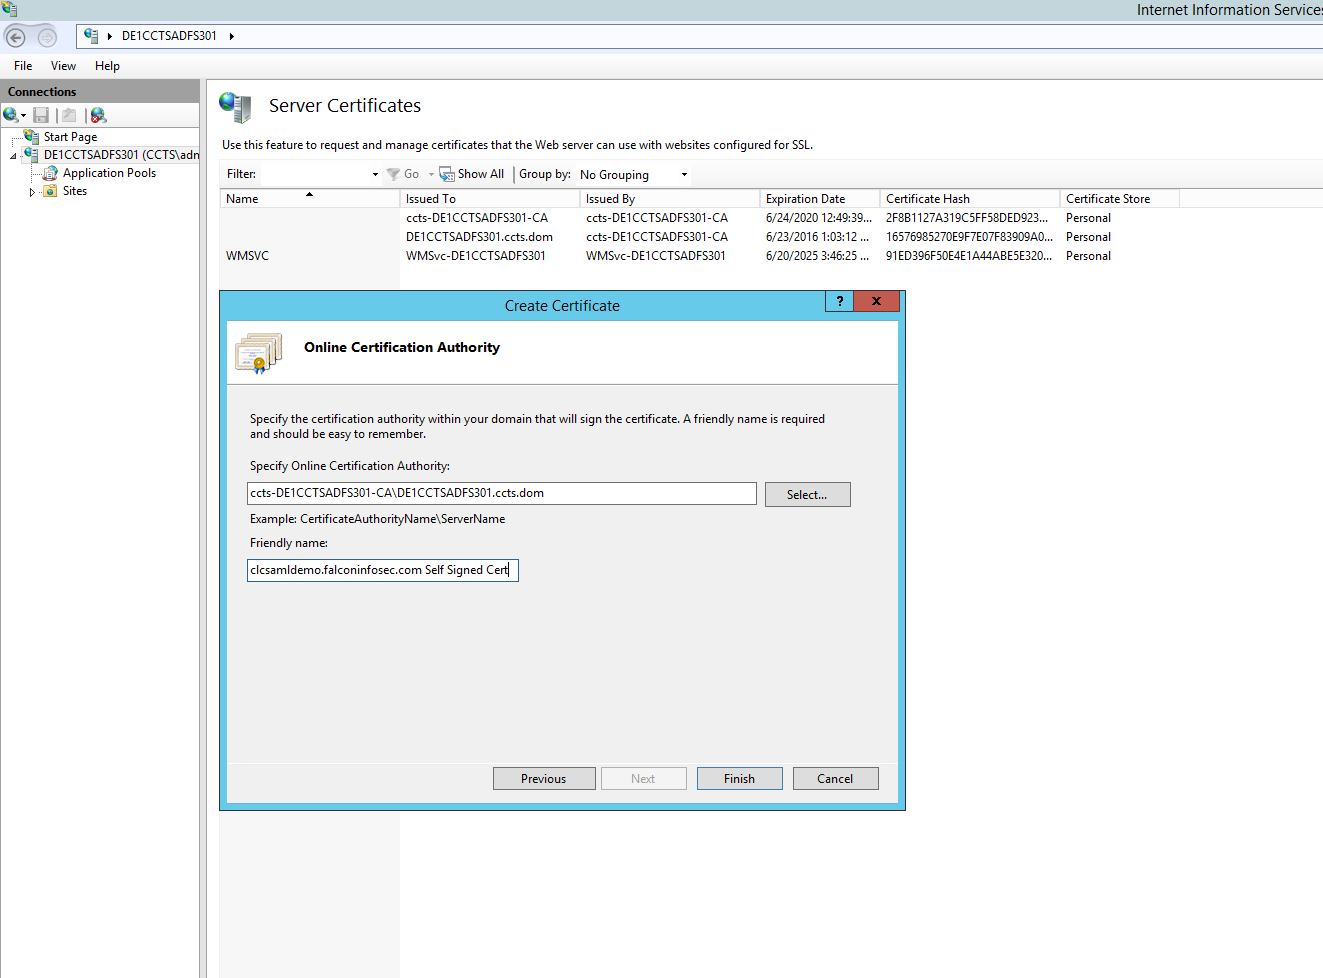 Internet Information Services
DE1CCTSADFS301
File View Help
Connections
Start Page
DE1CCTSADFS301 (CCTS\adn
Application Pools
Sites
Server Certificates
Use this feature to request and manage certificates that the Web server can use with websites configured for SSL.
Filter: Go Show All Group by: No Grouping
Name Issued To Issued By Expiration Date Certificate Hash Certificate Store
ccts-DE1CCTSADFS301-CA ccts-DE1CCTSADFS301-CA 6/24/2020 12:49:39... 2F8B1127A319C5FF58DED923... Personal
DE1CCTSADFS301.ccts.dom ccts-DE1CCTSADFS301-CA 6/23/2016 1:03:12 ... 16576985270E9F7E07F83909A0... Personal
WMSVC WMSvc-DE1CCTSADFS301 WMSvc-DE1CCTSADFS301 6/20/2025 3:46:25 ... 91ED396F50E4E1A44ABE5E320... Personal
Create Certificate ? x
Online Certification Authority
Specify the certification authority within your domain that will sign the certificate. A friendly name is required
and should be easy to remember.
Specify Online Certification Authority:
ccts-DE1CCTSADFS301-CA\DE1CCTSADFS301.ccts.dom Select...
Example: CertificateAuthorityName\ServerName
Friendly name:
clcsamldemo.falconinfosec.com Self Signed Cert
Previous Next Finish Cancel